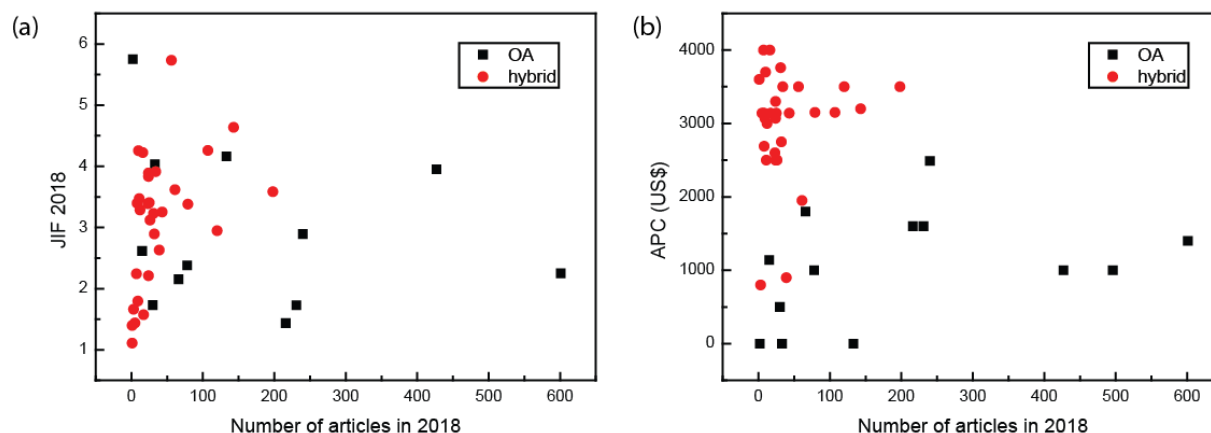 (a)
6
5
4
3
2
1
JIF 2018
OA
hybrid
0 100 200 300 400 500 600
Number of articles in 2018
(b)
4000
3000
2000
1000
0
APC (US$)
OA
hybrid
0 100 200 300 400 500 600
Number of articles in 2018